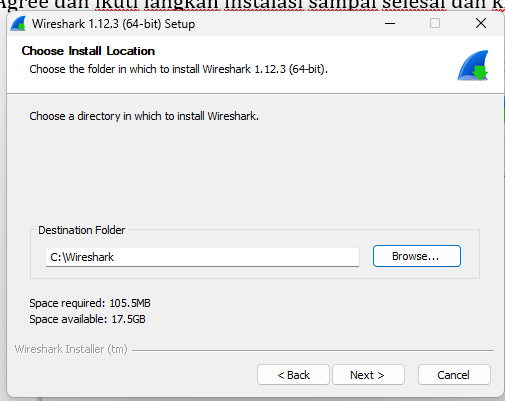 Agree dan ikuti langkah instalasi sampai selesai dan k
Wireshark 1.12.3 (64-bit) Setup
Choose Install Location
Choose the folder in which to install Wireshark 1.12.3 (64-bit).
Choose a directory in which to install Wireshark.
Destination Folder
C:\Wireshark
Browse...
Space required: 105.5MB
Space available: 17.5GB
Wireshark Installer (tm)
< Back
Next >
Cancel